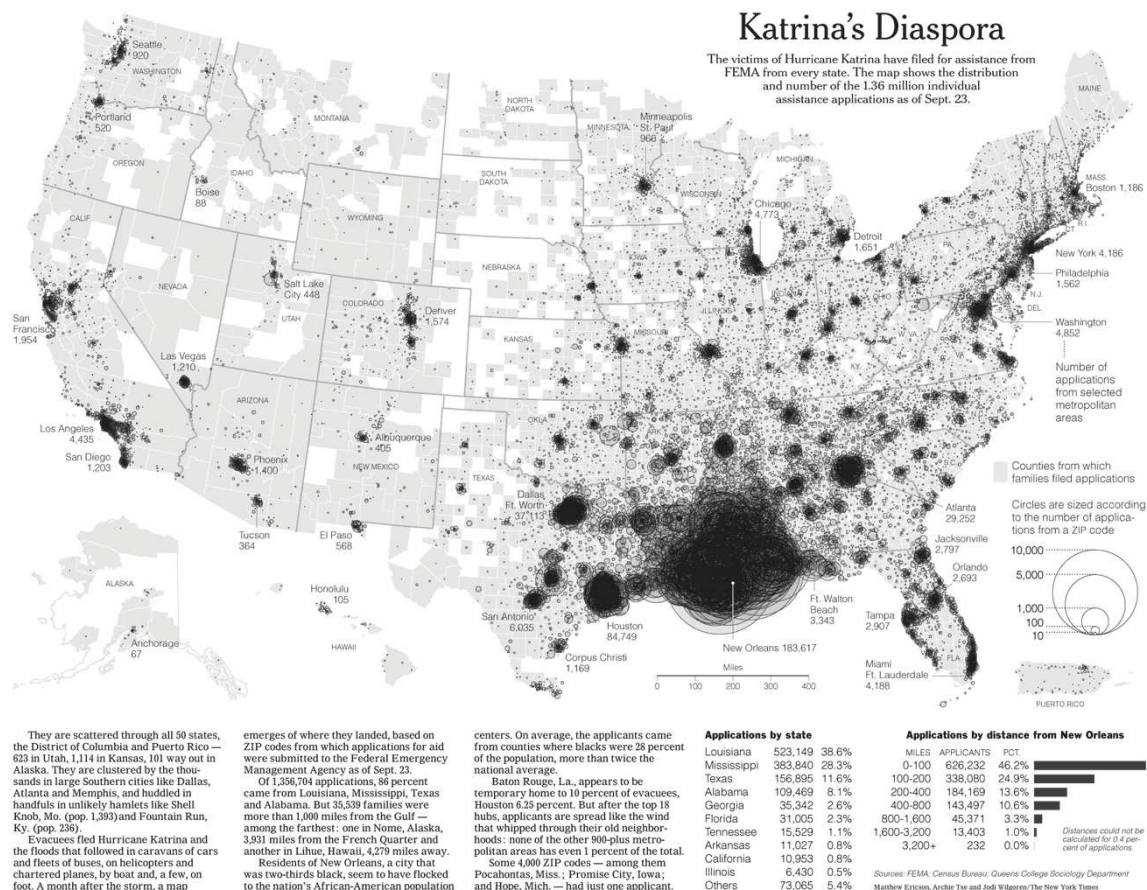 Katrina's Diaspora
The victims of Hurricane Katrina have filed for assistance from
FEMA from every state. The map shows the distribution
and number of the 1.36 million individual
assistance applications as of Sept. 23.
Seattle
920
WASHINGTON
Portland
520
OREGON
MONTANA
IDAHO
Boise
88
NORTH
DAKOTA
SOUTH
DAKOTA
MINNESOTA
Minneapolis
St. Paul
960
WISCONSIN
MICHIGAN
MAINE
N.Y.
MASS.
Boston 1,186
R.I.
CT.
WYOMING
CALIF
NEVADA
Salt Lake
City 448
UTAH
COLORADO
Denver
1,574
NEBRASKA
IOWA
Chicago
4,773
Detroit
1,651
PA.
New York 4,186
Philadelphia
1,562
N.J.
DEL.
Washington
4,852
Number of
applications
from selected
metropolitan
areas
San
Francisco
1,954
Las Vegas
1,210
KANSAS
MISSOURI
ILLINOIS
INDIANA
OHIO
KY.
VA.
Los Angeles
4,435
San Diego
1,203
ARIZONA
Phoenix
1,400
Albuquerque
405
NEW MEXICO
OKLA.
TEXAS
Dallas
Ft. Worth
37,113
Tucson
364
El Paso
568
Counties from which
families filed applications
Circles are sized according
to the number of applica-
tions from a ZIP code
10,000
5,000
1,000
100
10
Atlanta
29,252
GA.
Jacksonville
2,797
Orlando
2,693
Tampa
2,907
FLA.
Miami
Ft. Lauderdale
4,188
Ft. Walton
Beach
3,343
New Orleans 183,617
Houston
84,749
San Antonio
6,035
Corpus Christi
1,169
Miles
0 100 200 400
ALASKA
Anchorage
67
Honolulu
105
HAWAII
PUERTO RICO
They are scattered through all 50 states,
the District of Columbia and Puerto Rico —
623 in Utah, 1,114 in Kansas, 101 way out in
Alaska. They are clustered by the thou-
sands in large Southern cities like Dallas,
Atlanta and Memphis, and huddled in
handfuls in unlikely hamlets like Shell
Knob, Mo. (pop. 1,393) and Fountain Run,
Ky. (pop. 236).
Evacuees fled Hurricane Katrina and
the floods that followed in caravans of cars
and fleets of buses, on helicopters and
chartered planes, by boat and, a few, on
foot. A month after the storm, a map
emerges of where they landed, based on
ZIP codes from which applications for aid
were submitted to the Federal Emergency
Management Agency as of Sept. 23.
Of 1,356,704 applications, 86 percent
came from Louisiana, Mississippi, Texas
and Alabama. But 35,539 families were
more than 1,000 miles from the Gulf —
among the farthest: one in Nome, Alaska,
3,931 miles from the French Quarter and
another in Lihue, Hawaii, 4,279 miles away.
Residents of New Orleans, a city that
was two-thirds black, seem to have flocked
to the nation's African-American population
centers. On average, the applicants came
from counties where blacks were 28 percent
of the population, more than twice the
national average.
Baton Rouge, La., appears to be
temporary home to 10 percent of evacuees,
Houston 6.25 percent. But after the top 18
hubs, applicants are spread like the wind
that whipped through their old neighbor-
hoods: none of the other 900-plus metro-
politan areas has even 1 percent of the total.
Some 4,000 ZIP codes — among them
Pocahontas, Miss.; Promise City, Iowa;
and Hope, Mich. — had just one applicant.
Applications by state
Louisiana 523,149 38.6%
Mississippi 383,840 28.3%
Texas 156,895 11.6%
Alabama 109,469 8.1%
Georgia 35,342 2.6%
Florida 31,005 2.3%
Tennessee 15,529 1.1%
Arkansas 11,027 0.8%
California 10,953 0.8%
Illinois 6,430 0.5%
Others 73,065 5.4%
Applications by distance from New Orleans
MILES APPLICANTS PCT.
0-100 626,232 46.2%
100-200 338,080 24.9%
200-400 184,169 13.6%
400-800 143,497 10.6%
800-1,600 45,371 3.3%
1,600-3,200 13,403 1.0%
3,200+ 232 0.0%
Distances could not be
calculated for 0.4 per-
cent of applications.
Sources: FEMA; Census Bureau; Queens College Sociology Department
Matthew Ericson, Archie Tse and Jodi Wilgoren/The New York Times